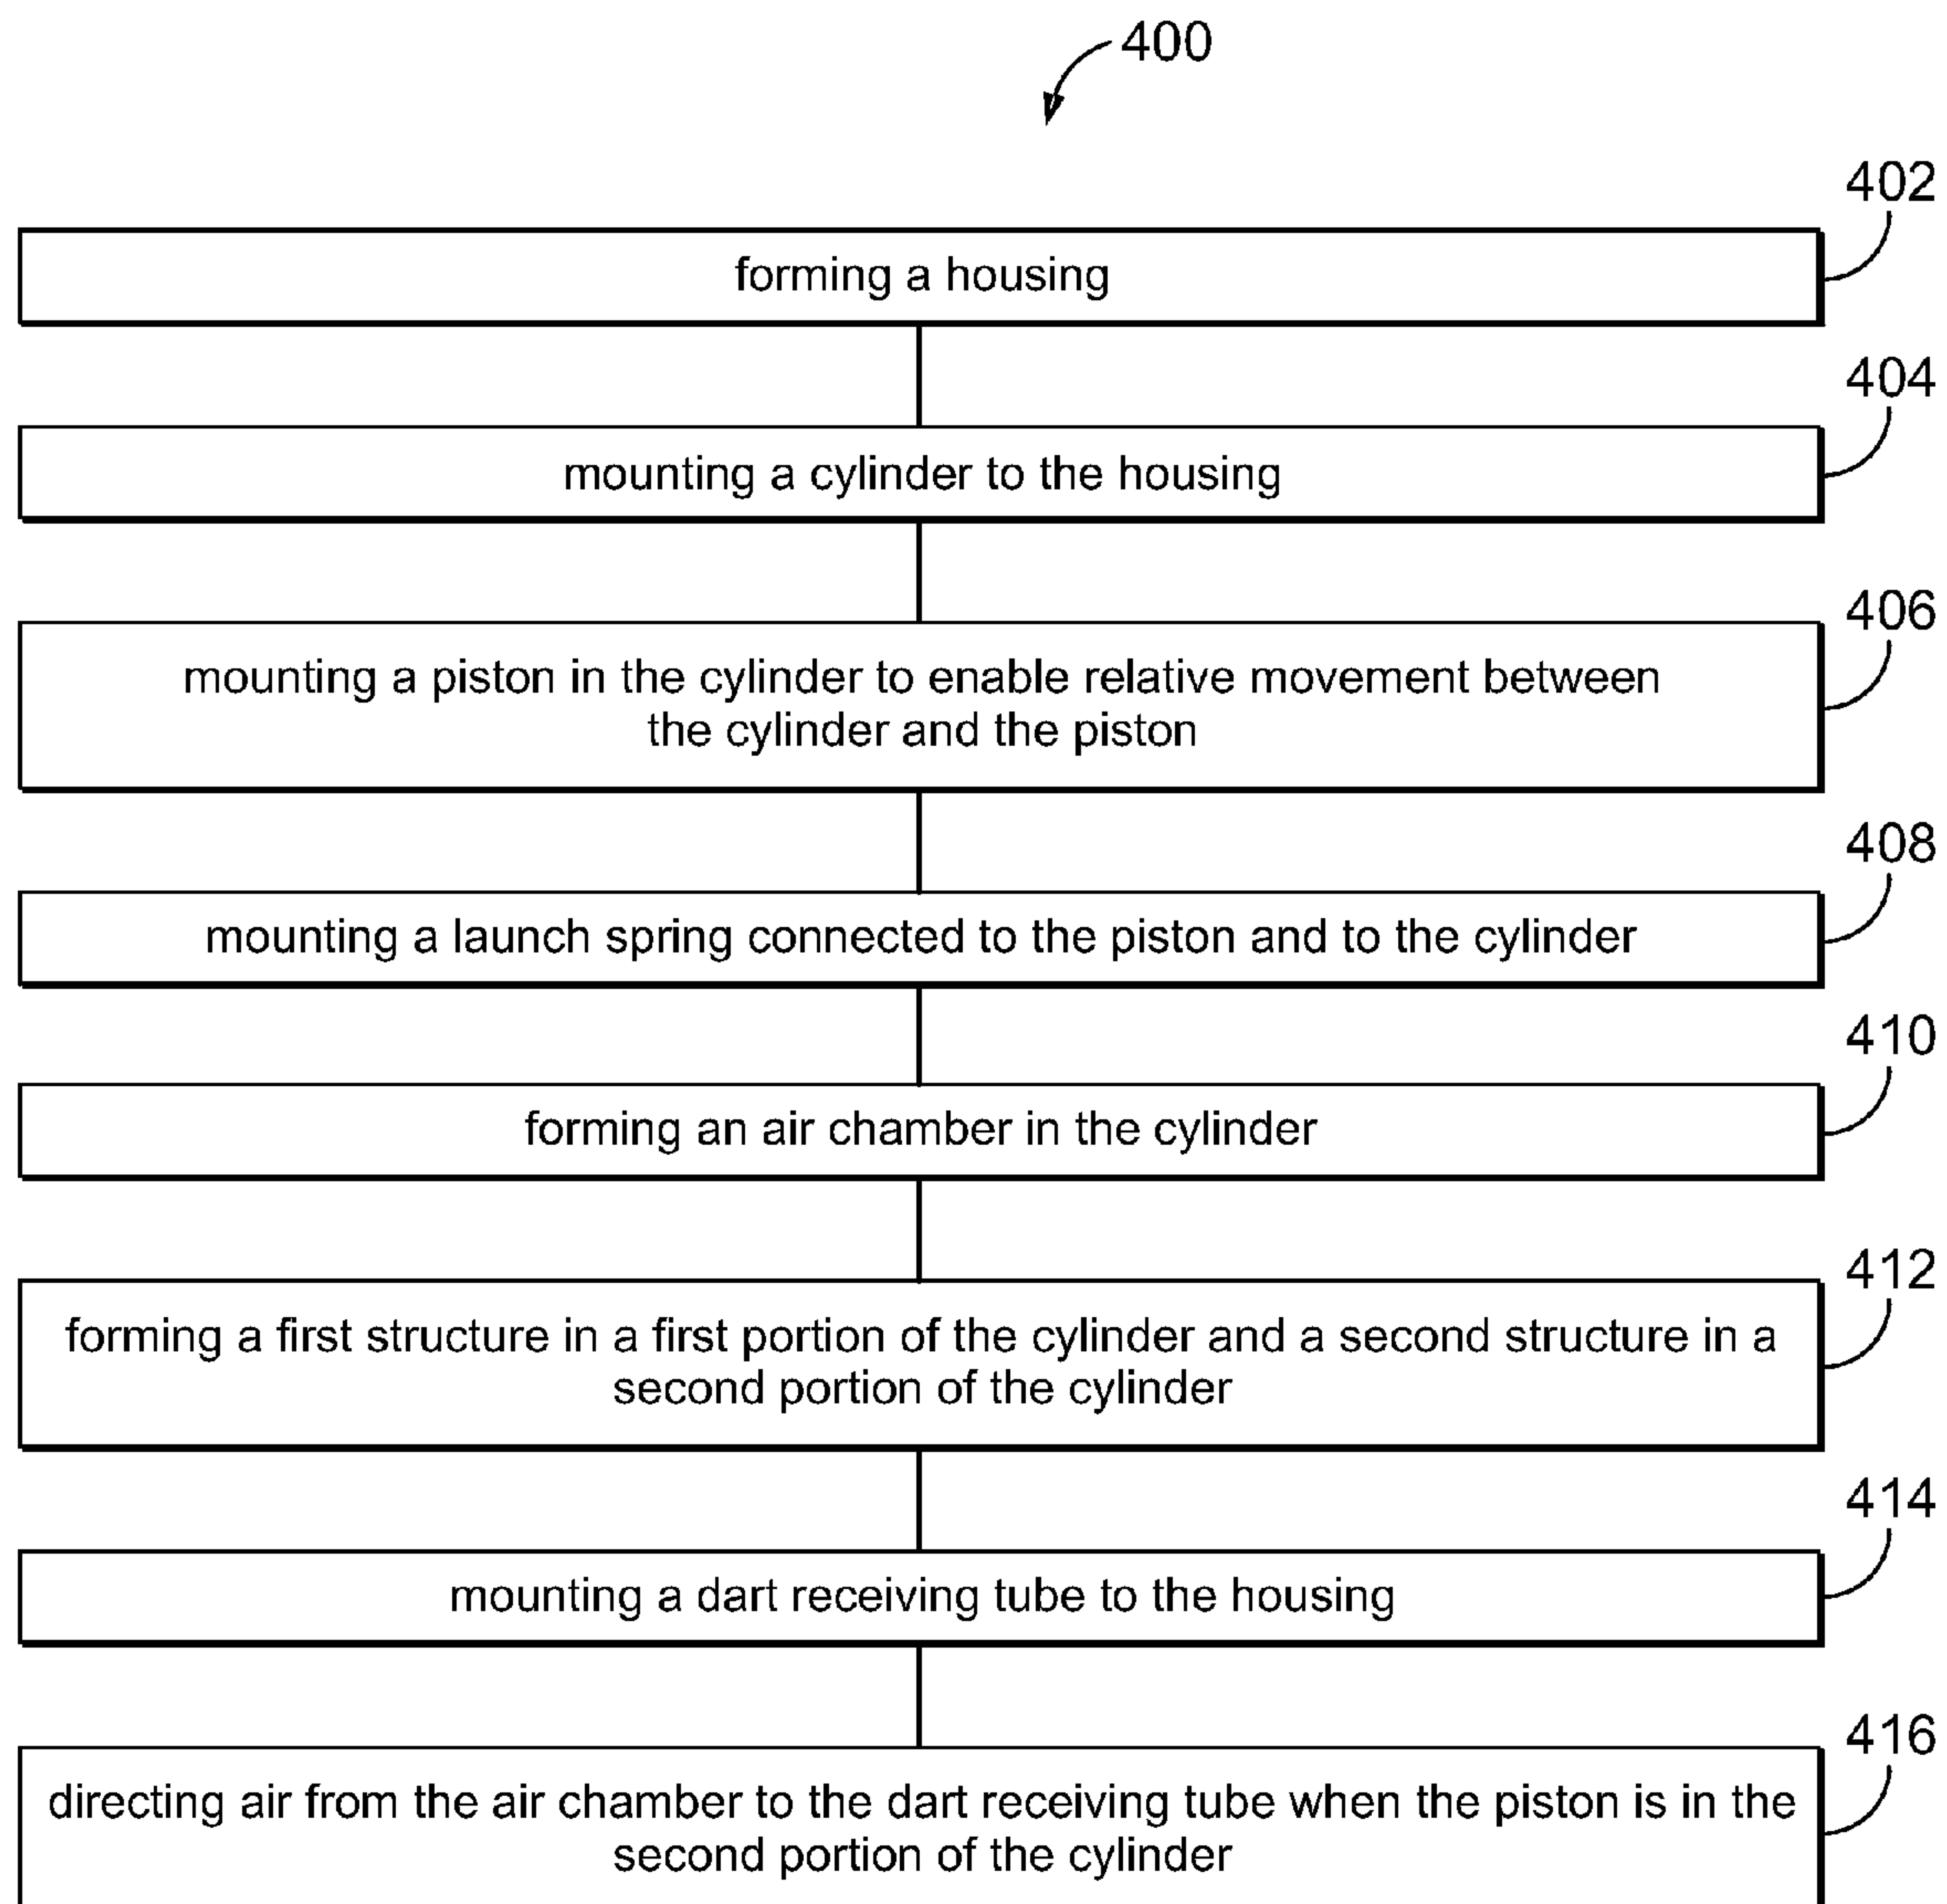 400
402
forming a housing
404
mounting a cylinder to the housing
406
mounting a piston in the cylinder to enable relative movement between
the cylinder and the piston
408
mounting a launch spring connected to the piston and to the cylinder
410
forming an air chamber in the cylinder
412
forming a first structure in a first portion of the cylinder and a second structure in a
second portion of the cylinder
414
mounting a dart receiving tube to the housing
416
directing air from the air chamber to the dart receiving tube when the piston is in the
second portion of the cylinder